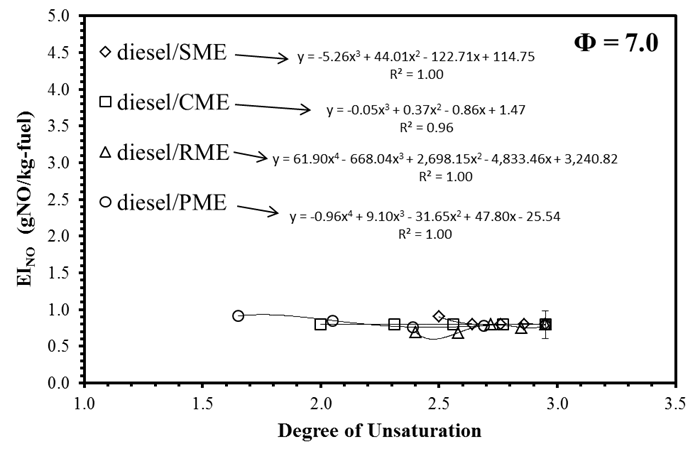 5.0
4.5
4.0
3.5
3.0
2.5
2.0
1.5
1.0
0.5
0.0
EI_NO (gNO/kg-fuel)
Φ = 7.0
diesel/SME
y = -5.26x³ + 44.01x² - 122.71x + 114.75
R² = 1.00
diesel/CME
y = -0.05x³ + 0.37x² - 0.86x + 1.47
R² = 0.96
diesel/RME
y = 61.90x⁴ - 668.04x³ + 2,698.15x² - 4,833.46x + 3,240.82
R² = 1.00
diesel/PME
y = -0.96x⁴ + 9.10x³ - 31.65x² + 47.80x - 25.54
R² = 1.00
1.0 1.5 2.0 2.5 3.0 3.5
Degree of Unsaturation